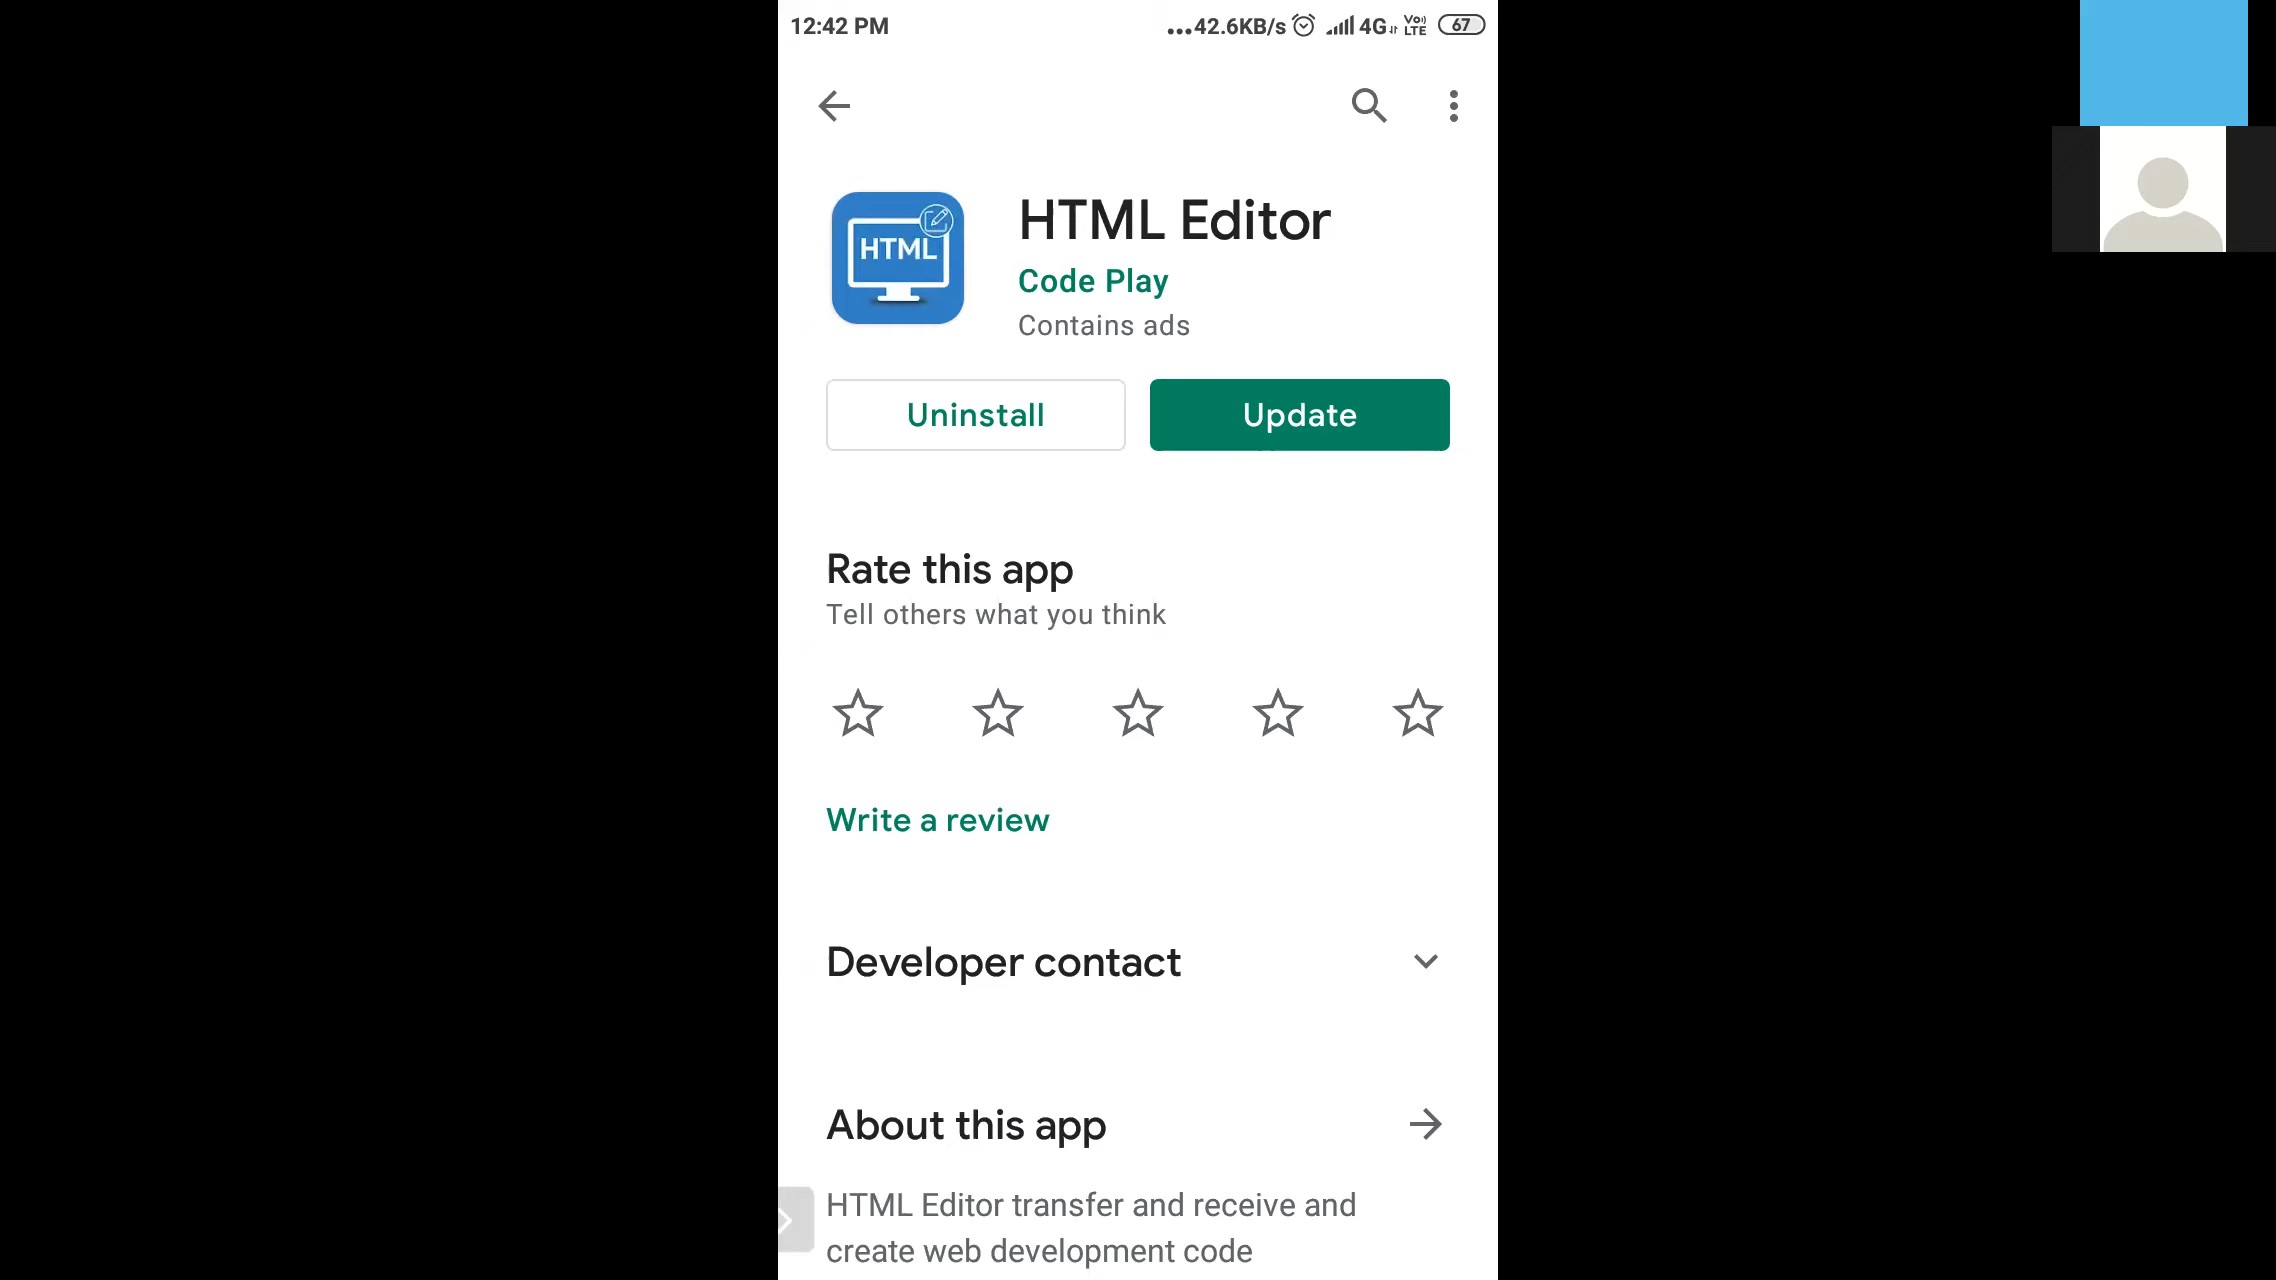 12:42 PM
...42.6KB/s 4G Vo) LTE 67
HTML
HTML Editor
Code Play
Contains ads
Uninstall
Update
Rate this app
Tell others what you think
Write a review
Developer contact
About this app
HTML Editor transfer and receive and
create web development code